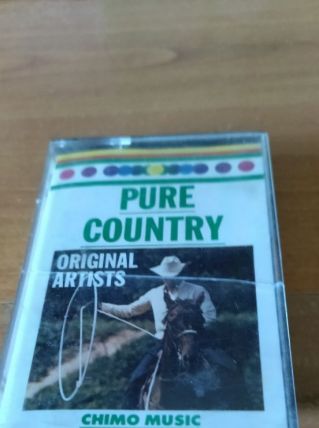 PURE
COUNTRY
ORIGINAL
ARTISTS
CHIMO MUSIC